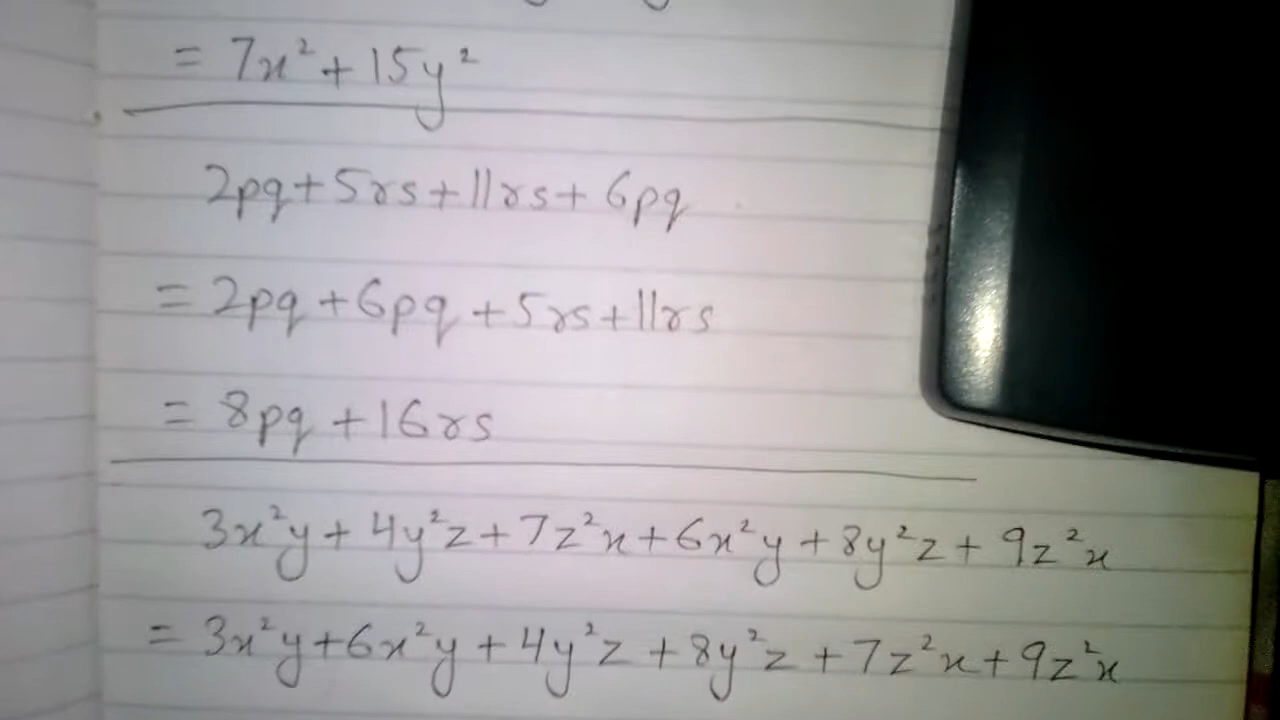 = 7x² + 15y²
2pq + 5rs + 11rs + 6pq
= 2pq + 6pq + 5rs + 11rs
= 8pq + 16rs
3x²y + 4y²z + 7z²x + 6x²y + 8y²z + 9z²x
= 3x²y + 6x²y + 4y²z + 8y²z + 7z²x + 9z²x